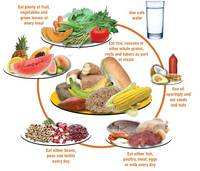 Eat plenty of fruit,
vegetables and
green leaves at
every meal
Use safe
water
Eat rice, cassava or
other whole grains,
roots and tubers as part
of meals
Use oil
sparingly and
eat seeds
and nuts
Eat either beans,
peas and lentils
every day
Eat either fish,
poultry, meat, eggs
or milk every day